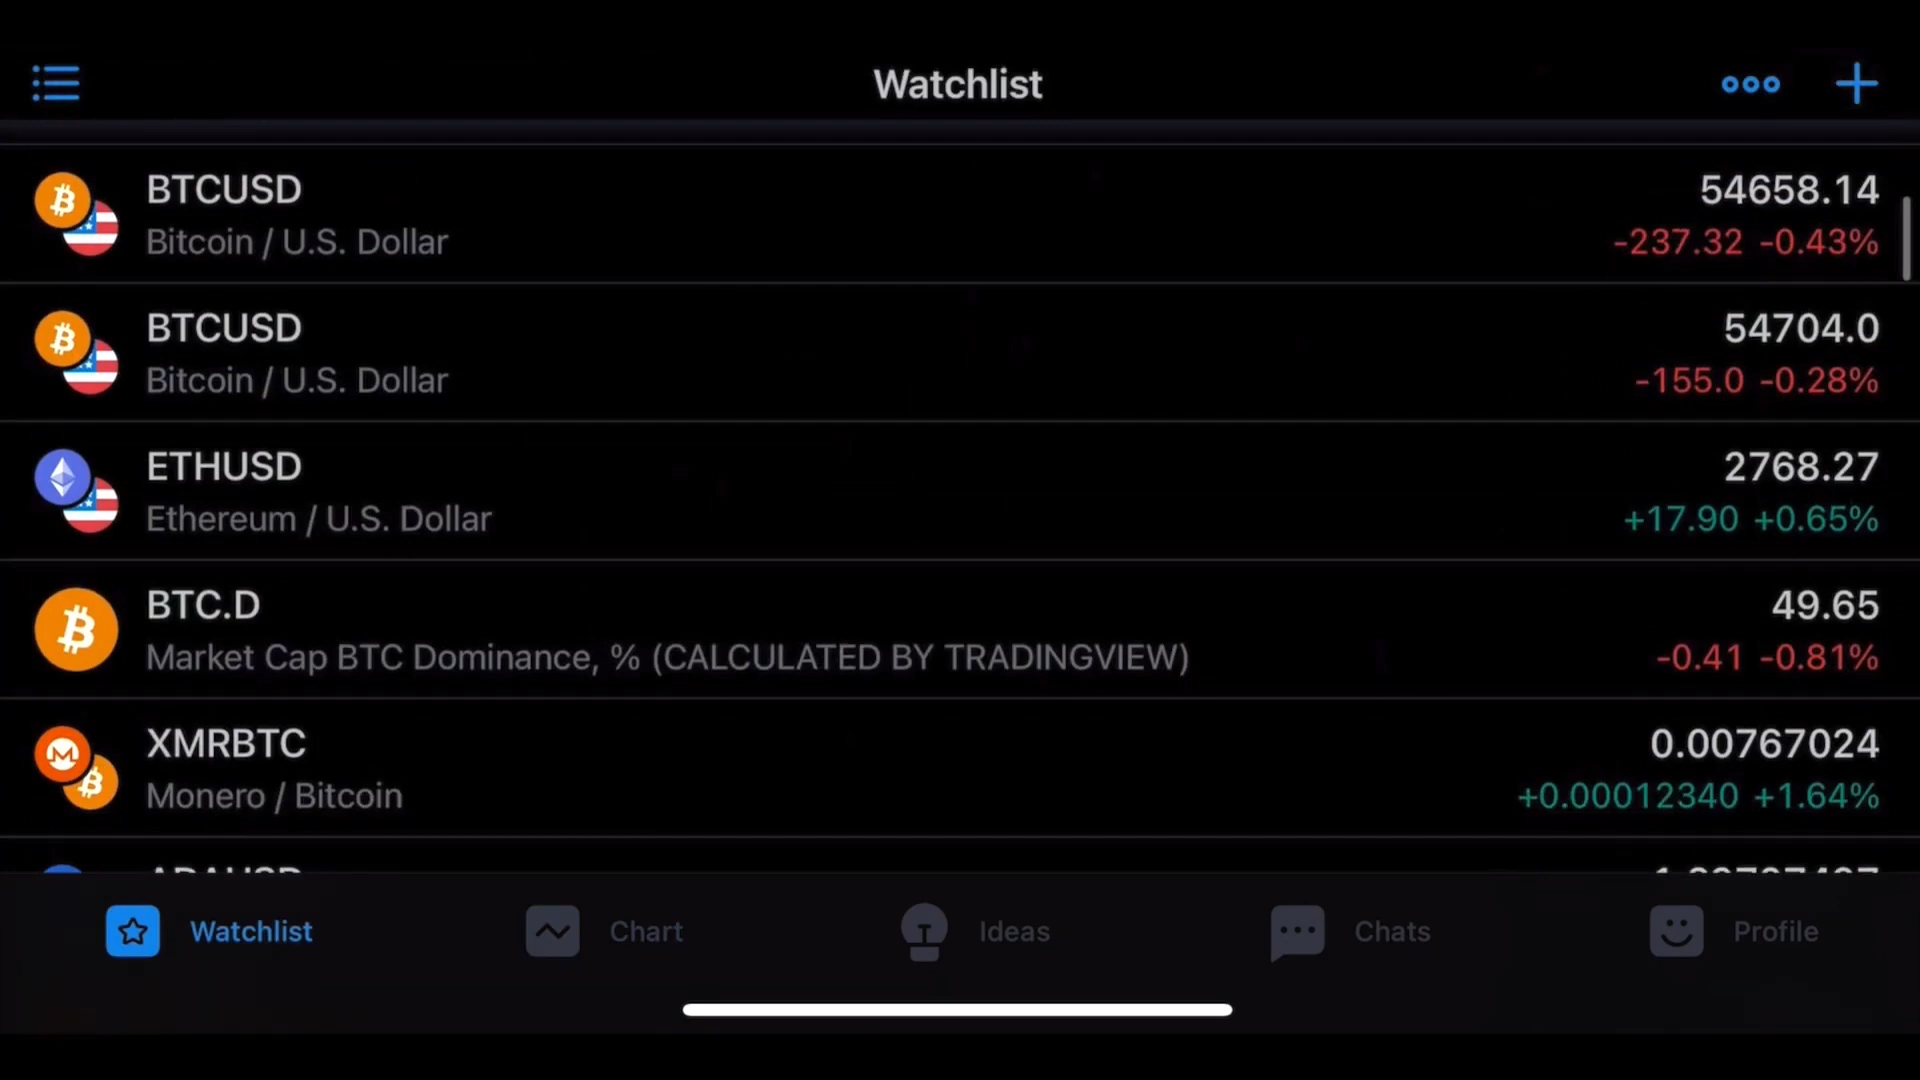 Watchlist
BTCUSD
54658.14
Bitcoin / U.S. Dollar
-237.32 -0.43%
BTCUSD
54704.0
Bitcoin / U.S. Dollar
-155.0 -0.28%
ETHUSD
2768.27
Ethereum / U.S. Dollar
+17.90 +0.65%
BTC.D
49.65
Market Cap BTC Dominance, % (CALCULATED BY TRADINGVIEW)
-0.41 -0.81%
XMRBTC
0.00767024
Monero / Bitcoin
+0.00012340 +1.64%
ADAUSD
Watchlist
Chart
Ideas
Chats
Profile